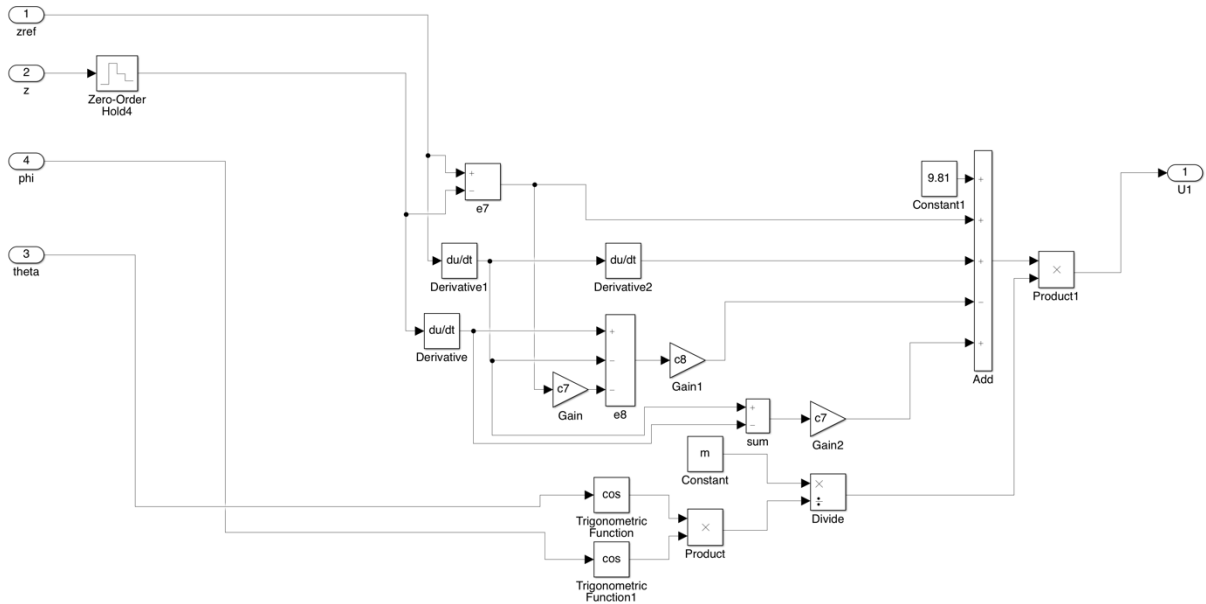 1
zref
2
z
Zero-Order
Hold4
4
phi
3
theta
+
−
e7
9.81
Constant1
+
+
+
−
+
Add
1
U1
×
Product1
du/dt
Derivative1
du/dt
Derivative2
du/dt
Derivative
+
−
−
e8
c7
Gain
c8
Gain1
+
−
sum
c7
Gain2
m
Constant
×
÷
Divide
cos
Trigonometric
Function
×
Product
cos
Trigonometric
Function1